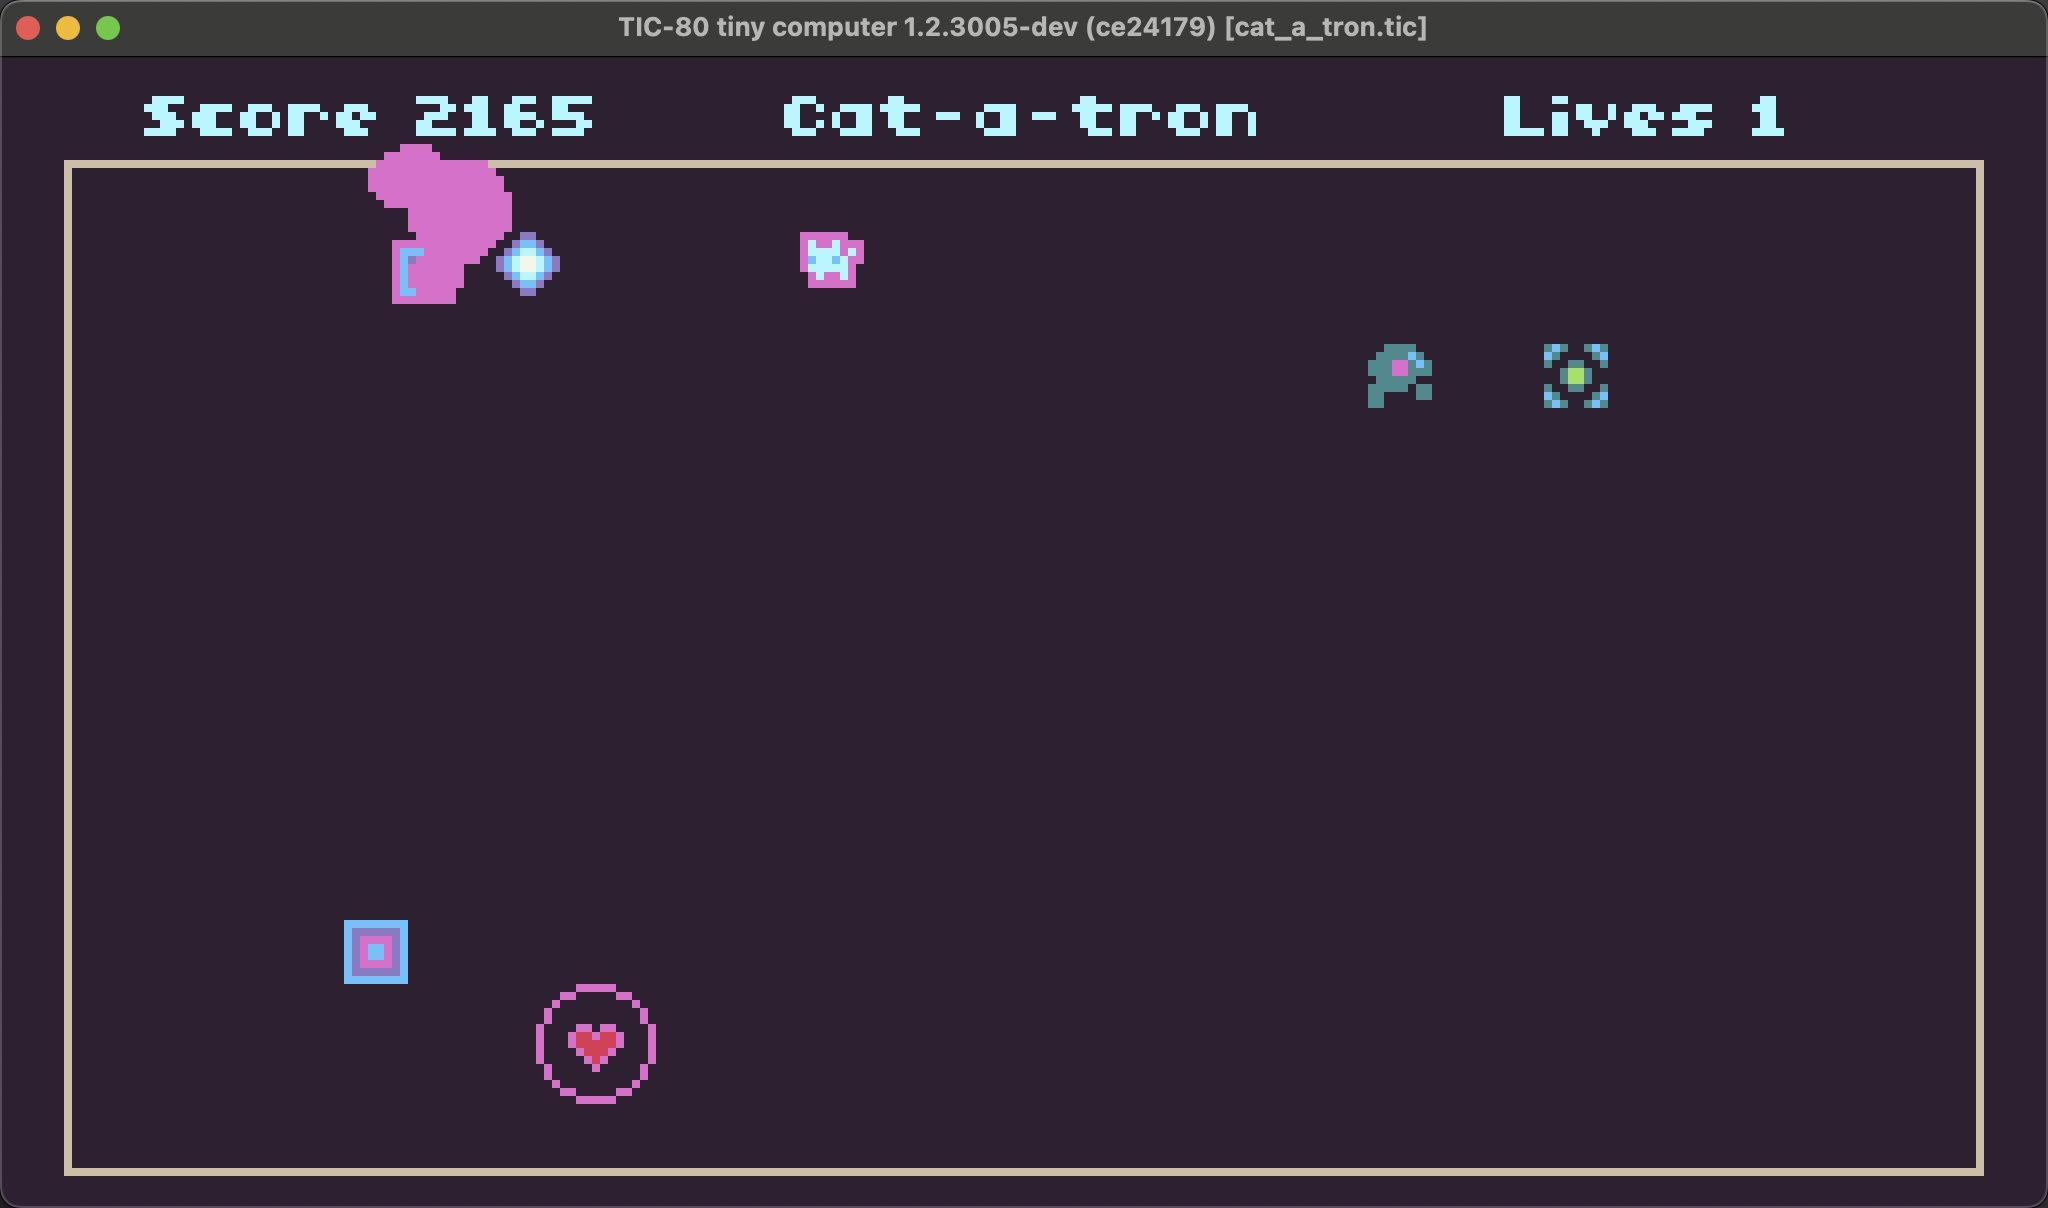 TIC-80 tiny computer 1.2.3005-dev (ce24179) [cat_a_tron.tic]
Score 2165 Cat-a-tron Lives 1